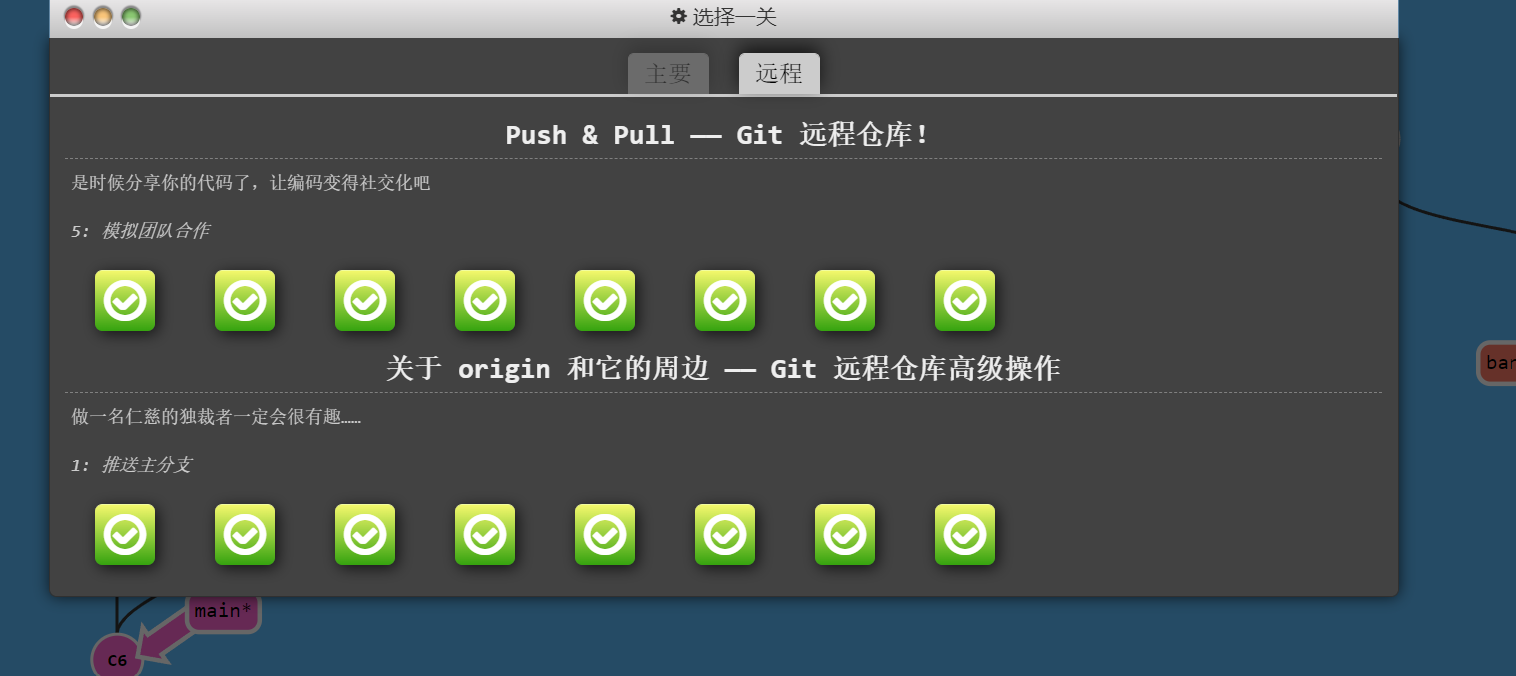 选择一关
主要
远程
Push & Pull —— Git 远程仓库！
是时候分享你的代码了，让编码变得社交化吧
5: 模拟团队合作
关于 origin 和它的周边 —— Git 远程仓库高级操作
做一名仁慈的独裁者一定会很有趣……
1: 推送主分支
main*
C6